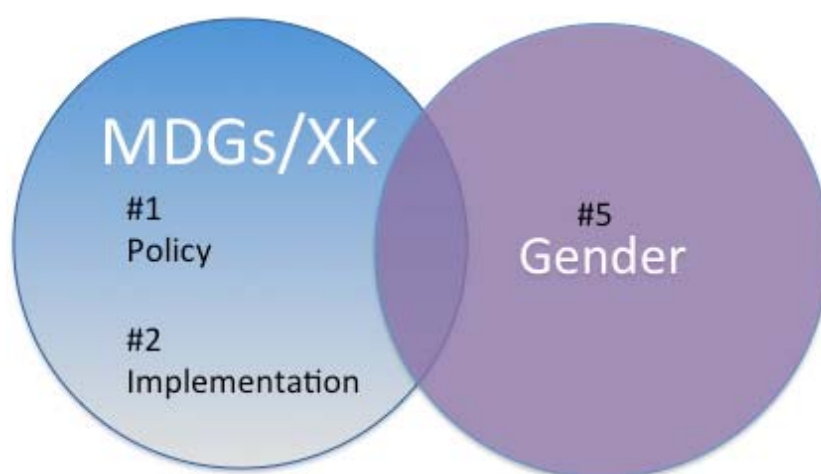 MDGs/XK
#1
Policy
#2
Implementation
#5
Gender